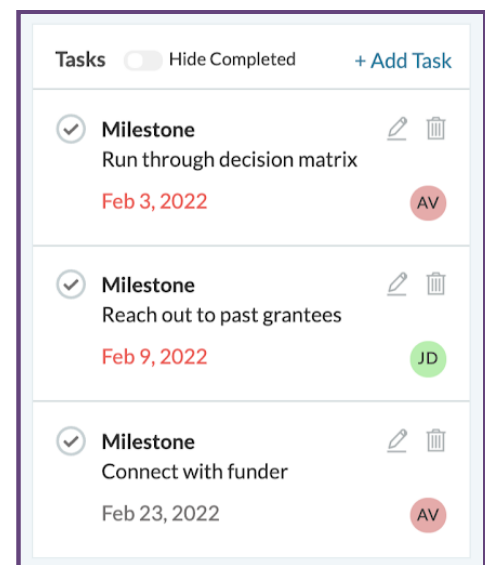 Tasks Hide Completed + Add Task
Milestone
Run through decision matrix
Feb 3, 2022 AV
Milestone
Reach out to past grantees
Feb 9, 2022 JD
Milestone
Connect with funder
Feb 23, 2022 AV